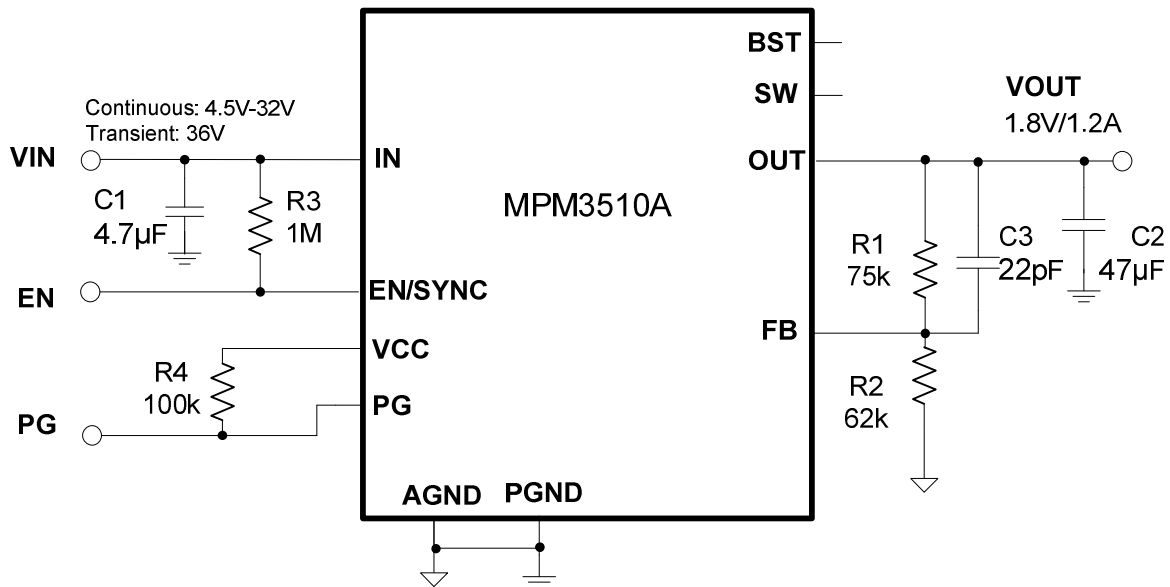 BST
SW
VOUT
1.8V/1.2A
Continuous: 4.5V-32V
Transient: 36V
VIN
IN
OUT
MPM3510A
C1
4.7µF
R3
1M
R1
75k
C3
22pF
C2
47µF
EN
EN/SYNC
FB
VCC
R4
100k
PG
PG
R2
62k
AGND
PGND